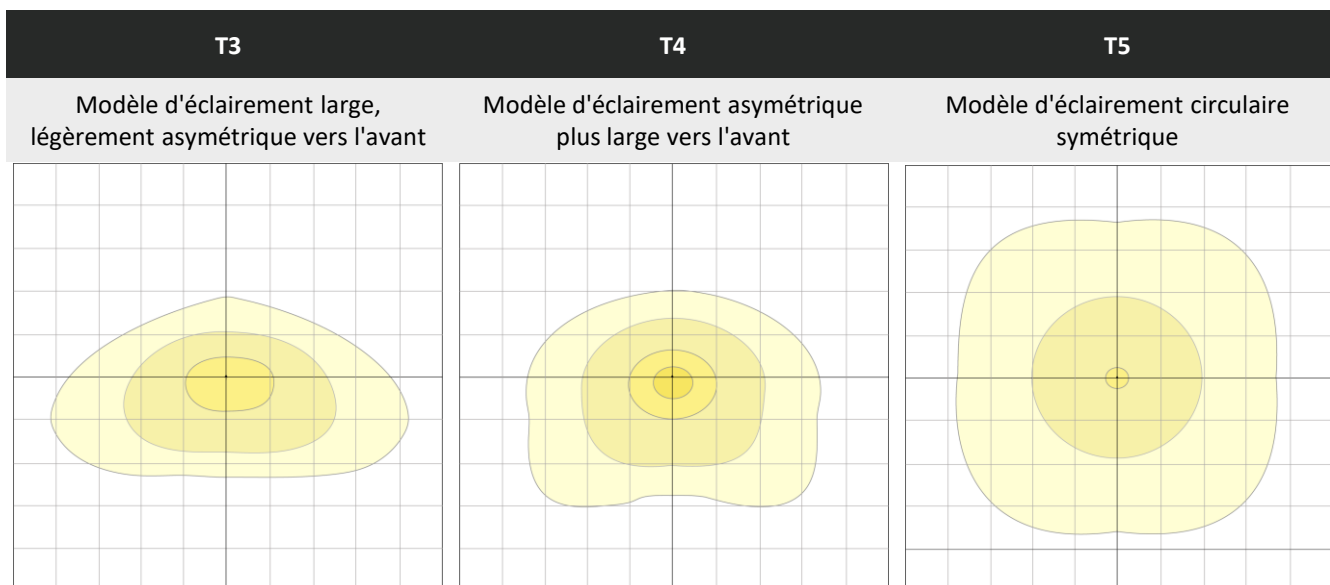 T3
T4
T5
Modèle d'éclairement large,
légèrement asymétrique vers l'avant
Modèle d'éclairement asymétrique
plus large vers l'avant
Modèle d'éclairement circulaire
symétrique